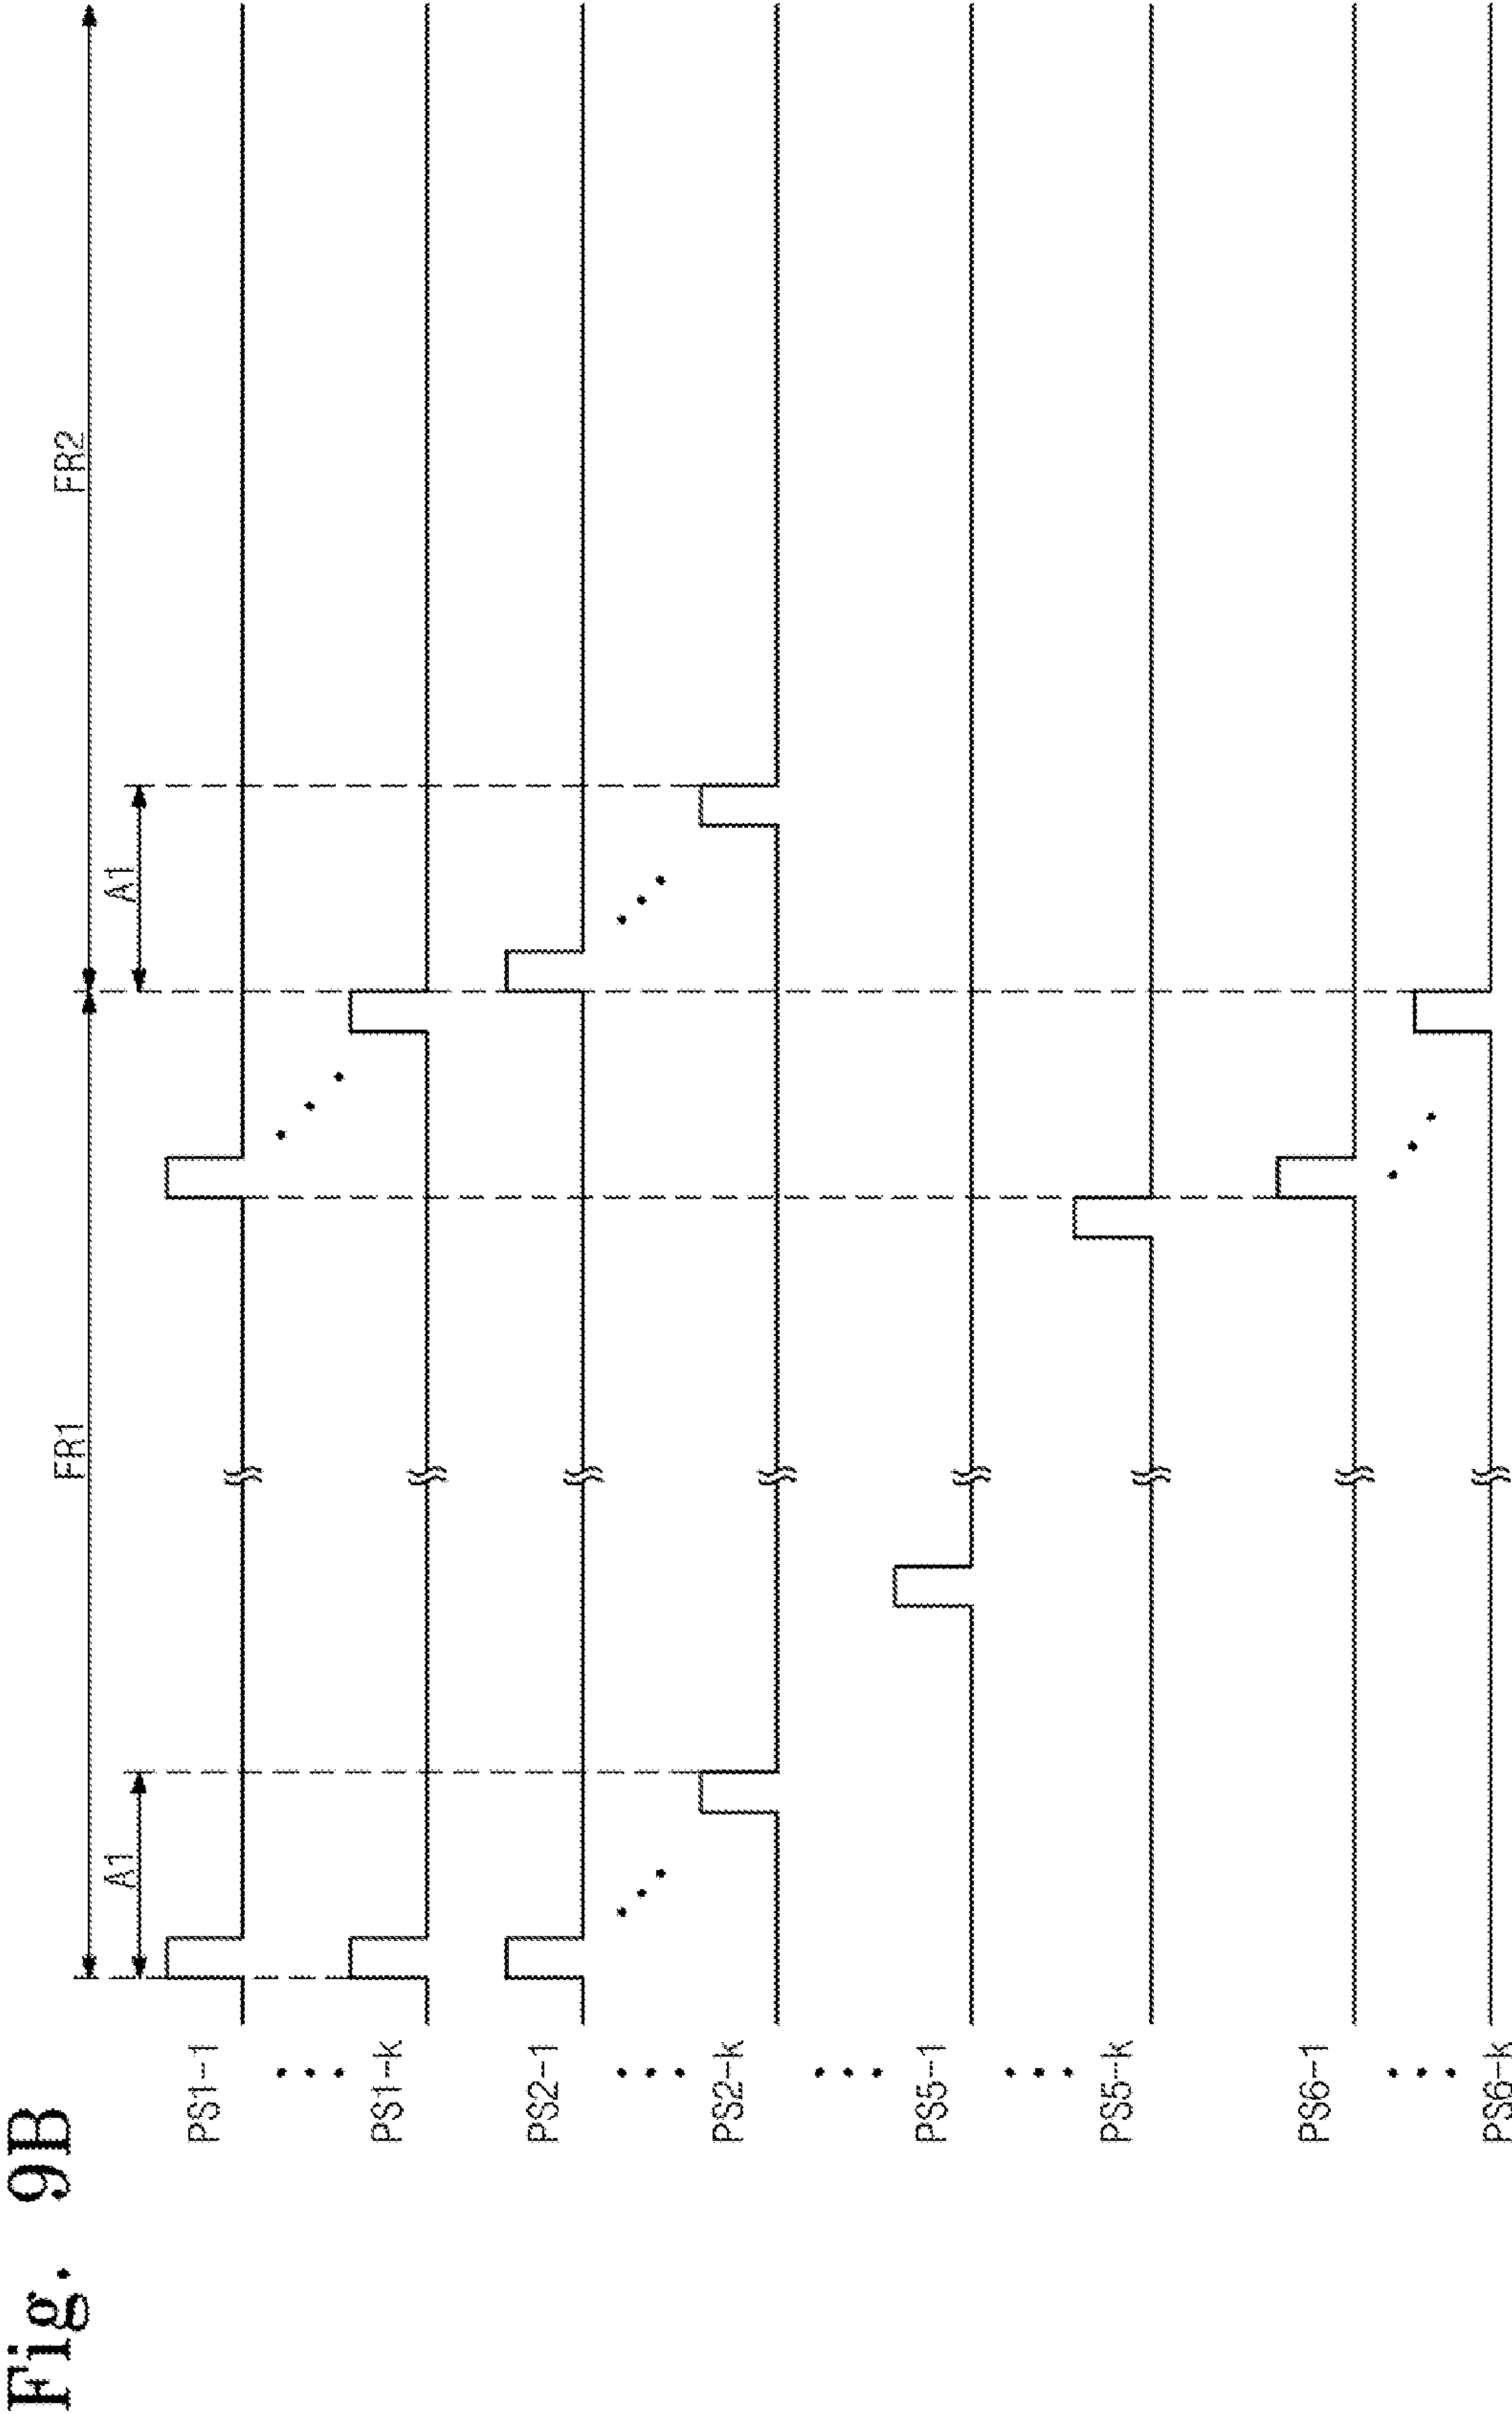 Fig. 9B
FR1
FR2
A1
A1
PS1-1
PS1-k
PS2-1
PS2-k
PS5-1
PS5-k
PS6-1
PS6-k